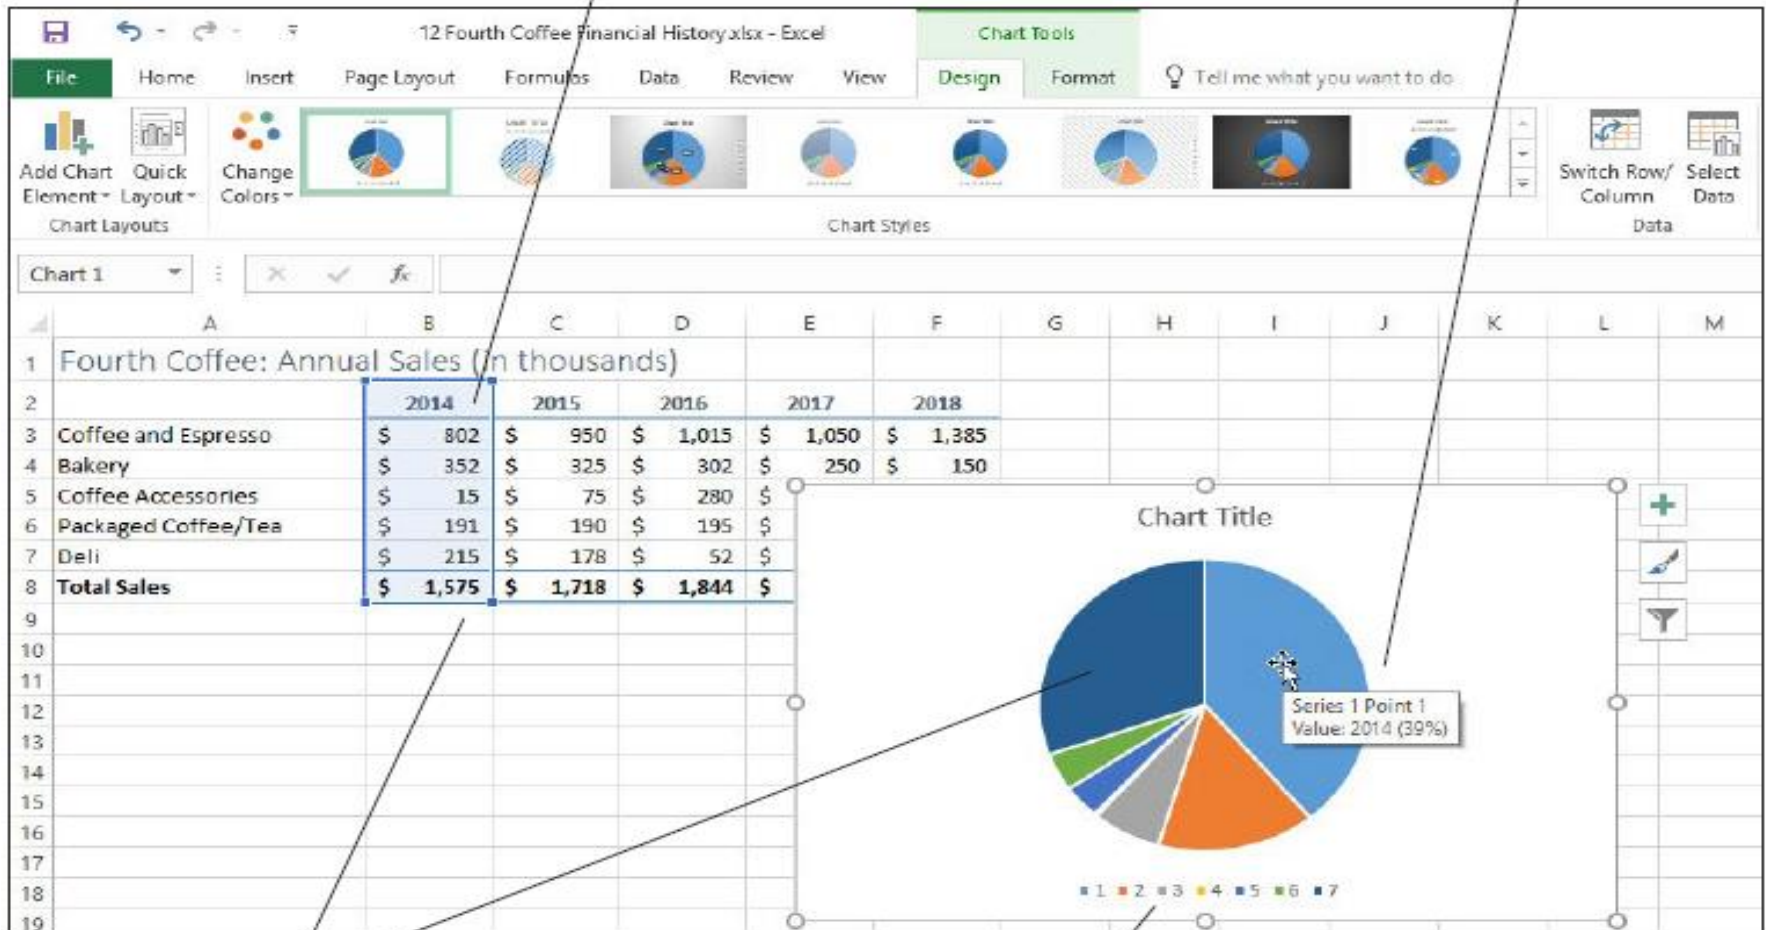 12 Fourth Coffee Financial History.xlsx - Excel
Chart Tools
File Home Insert Page Layout Formulas Data Review View Design Format Tell me what you want to do
Add Chart Element Quick Layout Change Colors Switch Row/ Column Select Data
Chart Layouts Chart Styles Data
Chart 1 fx
A B C D E F G H I J K L M
1 Fourth Coffee: Annual Sales (in thousands)
2 2014 2015 2016 2017 2018
3 Coffee and Espresso $ 802 $ 950 $ 1,015 $ 1,050 $ 1,385
4 Bakery $ 352 $ 325 $ 302 $ 250 $ 150
5 Coffee Accessories $ 15 $ 75 $ 280 $
6 Packaged Coffee/Tea $ 191 $ 190 $ 195 $
7 Deli $ 215 $ 178 $ 52 $
8 Total Sales $ 1,575 $ 1,718 $ 1,844 $
9
10
11
12
13
14
15
16
17
18
19
Chart Title
Series 1 Point 1
Value: 2014 (39%)
1 2 3 4 5 6 7